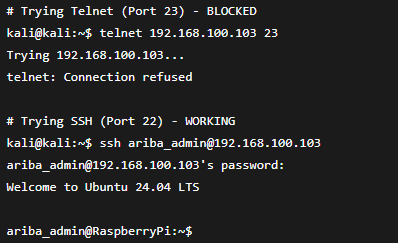 # Trying Telnet (Port 23) - BLOCKED
kali@kali:~$ telnet 192.168.100.103 23
Trying 192.168.100.103...
telnet: Connection refused
# Trying SSH (Port 22) - WORKING
kali@kali:~$ ssh ariba_admin@192.168.100.103
ariba_admin@192.168.100.103's password:
Welcome to Ubuntu 24.04 LTS
ariba_admin@RaspberryPi:~$